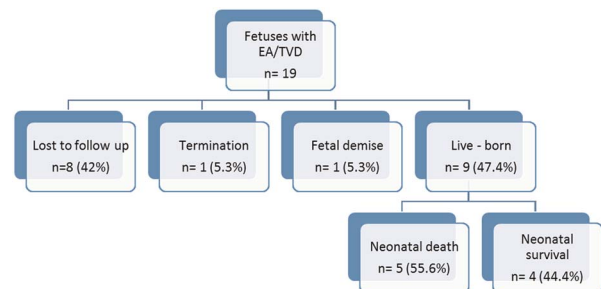 Fetuses with
EA/TVD
n= 19
Lost to follow up
n=8 (42%)
Termination
n= 1 (5.3%)
Fetal demise
n= 1 (5.3%)
Live - born
n= 9 (47.4%)
Neonatal death
n= 5 (55.6%)
Neonatal
survival
n= 4 (44.4%)